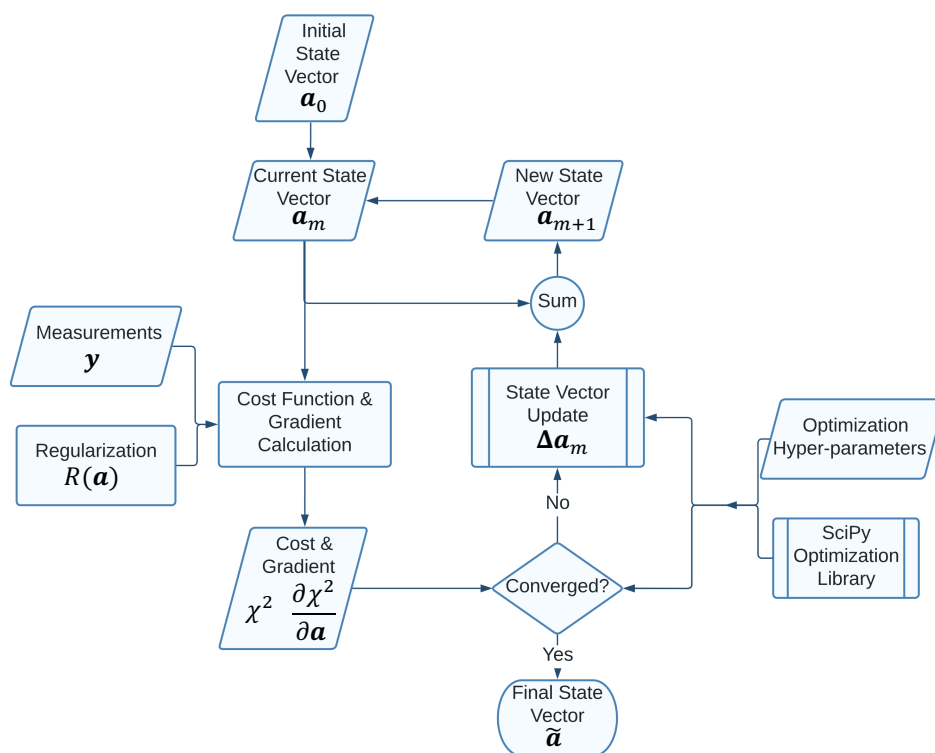 Initial
State
Vector
𝒂₀
Current State
Vector
𝒂ₘ
New State
Vector
𝒂ₘ₊₁
Sum
Measurements
𝒚
Regularization
R(𝒂)
Cost Function &
Gradient
Calculation
State Vector
Update
𝚫𝒂ₘ
Optimization
Hyper-parameters
SciPy
Optimization
Library
No
Cost &
Gradient
χ² ∂χ²/∂𝒂
Converged?
Yes
Final State
Vector
𝒂̃